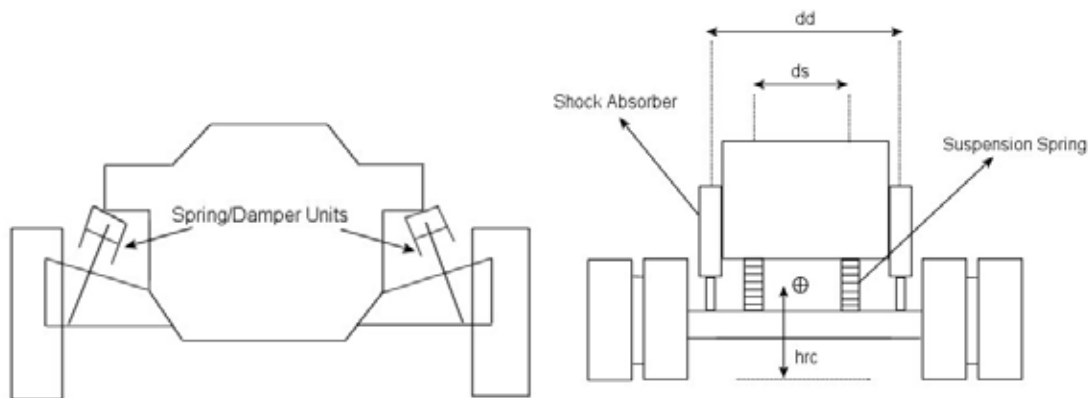 dd
ds
Shock Absorber
Suspension Spring
Spring/Damper Units
hrc